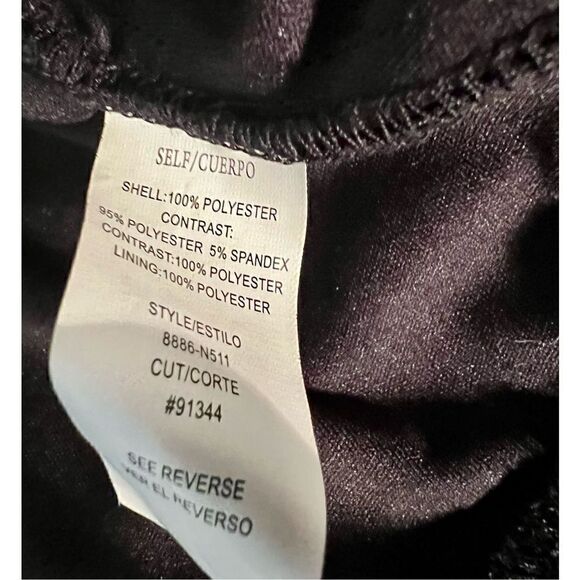 SELF/CUERPO
SHELL:100% POLYESTER
CONTRAST:
95% POLYESTER 5% SPANDEX
CONTRAST:100% POLYESTER
LINING:100% POLYESTER
STYLE/ESTILO
8886-N511
CUT/CORTE
#91344
SEE REVERSE
VER EL REVERSO